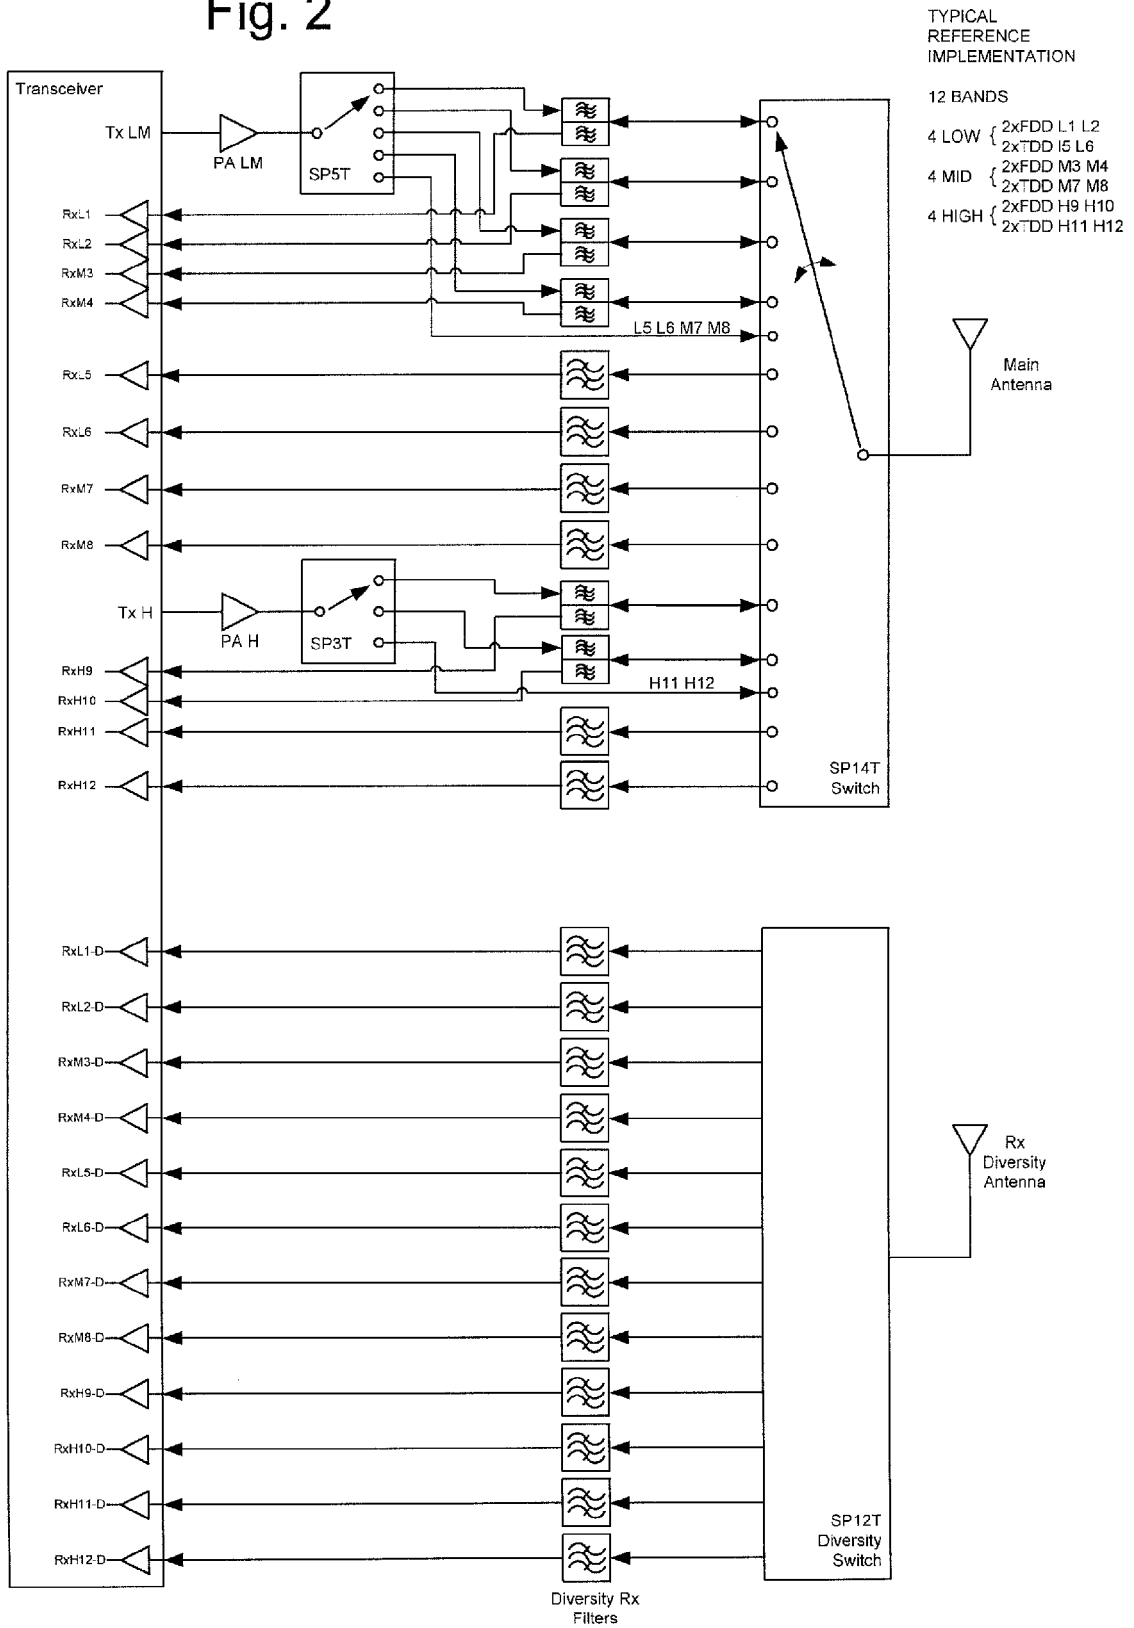 Fig. 2
TYPICAL
REFERENCE
IMPLEMENTATION
12 BANDS
4 LOW { 2xFDD L1 L2
2xTDD l5 L6
4 MID { 2xFDD M3 M4
2xTDD M7 M8
4 HIGH { 2xFDD H9 H10
2xTDD H11 H12
Transceiver
Tx LM
PA LM
SP5T
RxL1
RxL2
RxM3
RxM4
L5 L6 M7 M8
RxL5
RxL6
RxM7
RxM8
Main
Antenna
Tx H
PA H
SP3T
RxH9
RxH10
H11 H12
RxH11
RxH12
SP14T
Switch
RxL1-D
RxL2-D
RxM3-D
RxM4-D
RxL5-D
RxL6-D
RxM7-D
RxM8-D
RxH9-D
RxH10-D
RxH11-D
RxH12-D
Rx
Diversity
Antenna
SP12T
Diversity
Switch
Diversity Rx
Filters